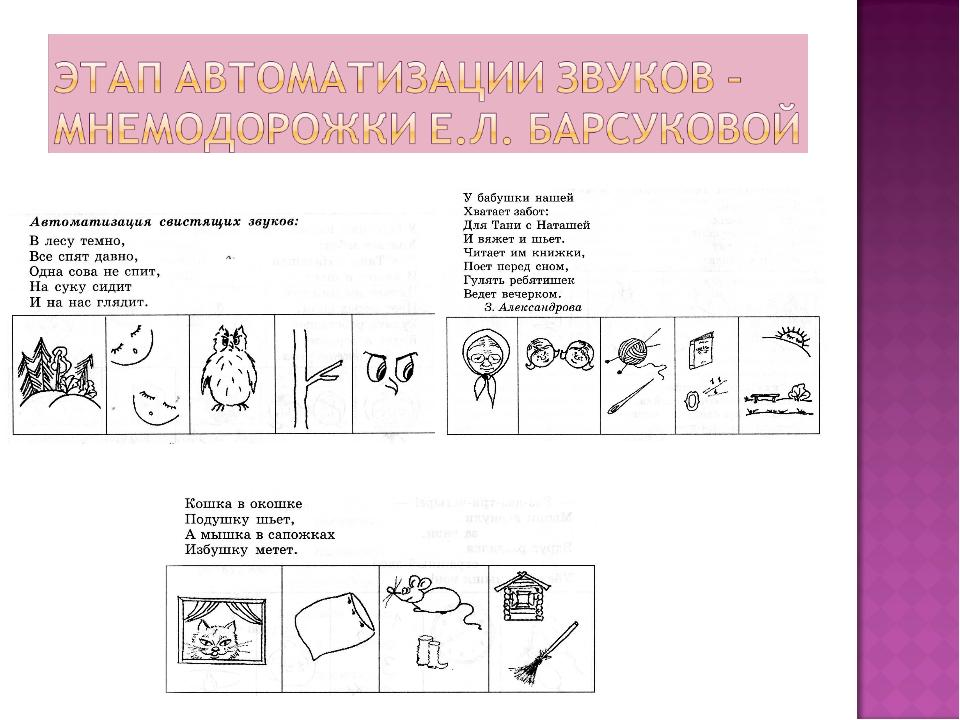 ЭТАП АВТОМАТИЗАЦИИ ЗВУКОВ –
МНЕМОДОРОЖКИ Е.Л. БАРСУКОВОЙ
Автоматизация свистящих звуков:
В лесу темно,
Все спят давно,
Одна сова не спит,
На суку сидит
И на нас глядит.
У бабушки нашей
Хватает забот:
Для Тани с Наташей
И вяжет и шьет.
Читает им книжки,
Поет перед сном,
Гулять ребятишек
Ведет вечерком.
З. Александрова
Кошка в окошке
Подушку шьет,
А мышка в сапожках
Избушку метет.